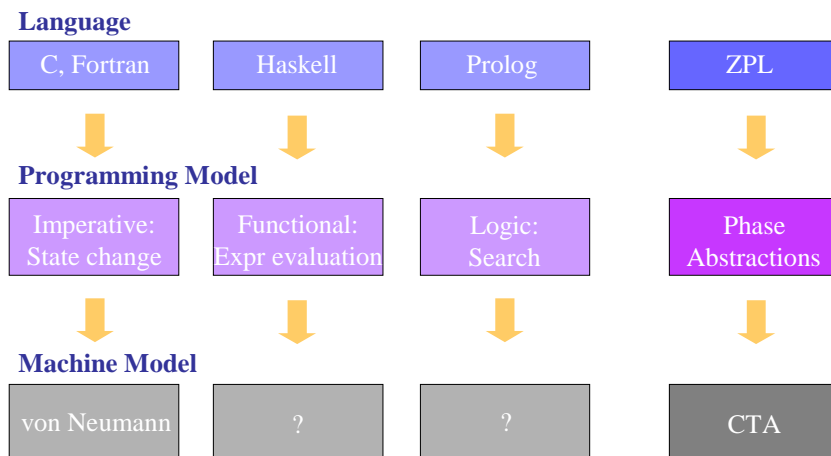 Language
C, Fortran
Haskell
Prolog
ZPL
Programming Model
Imperative:
State change
Functional:
Expr evaluation
Logic:
Search
Phase
Abstractions
Machine Model
von Neumann
?
?
CTA